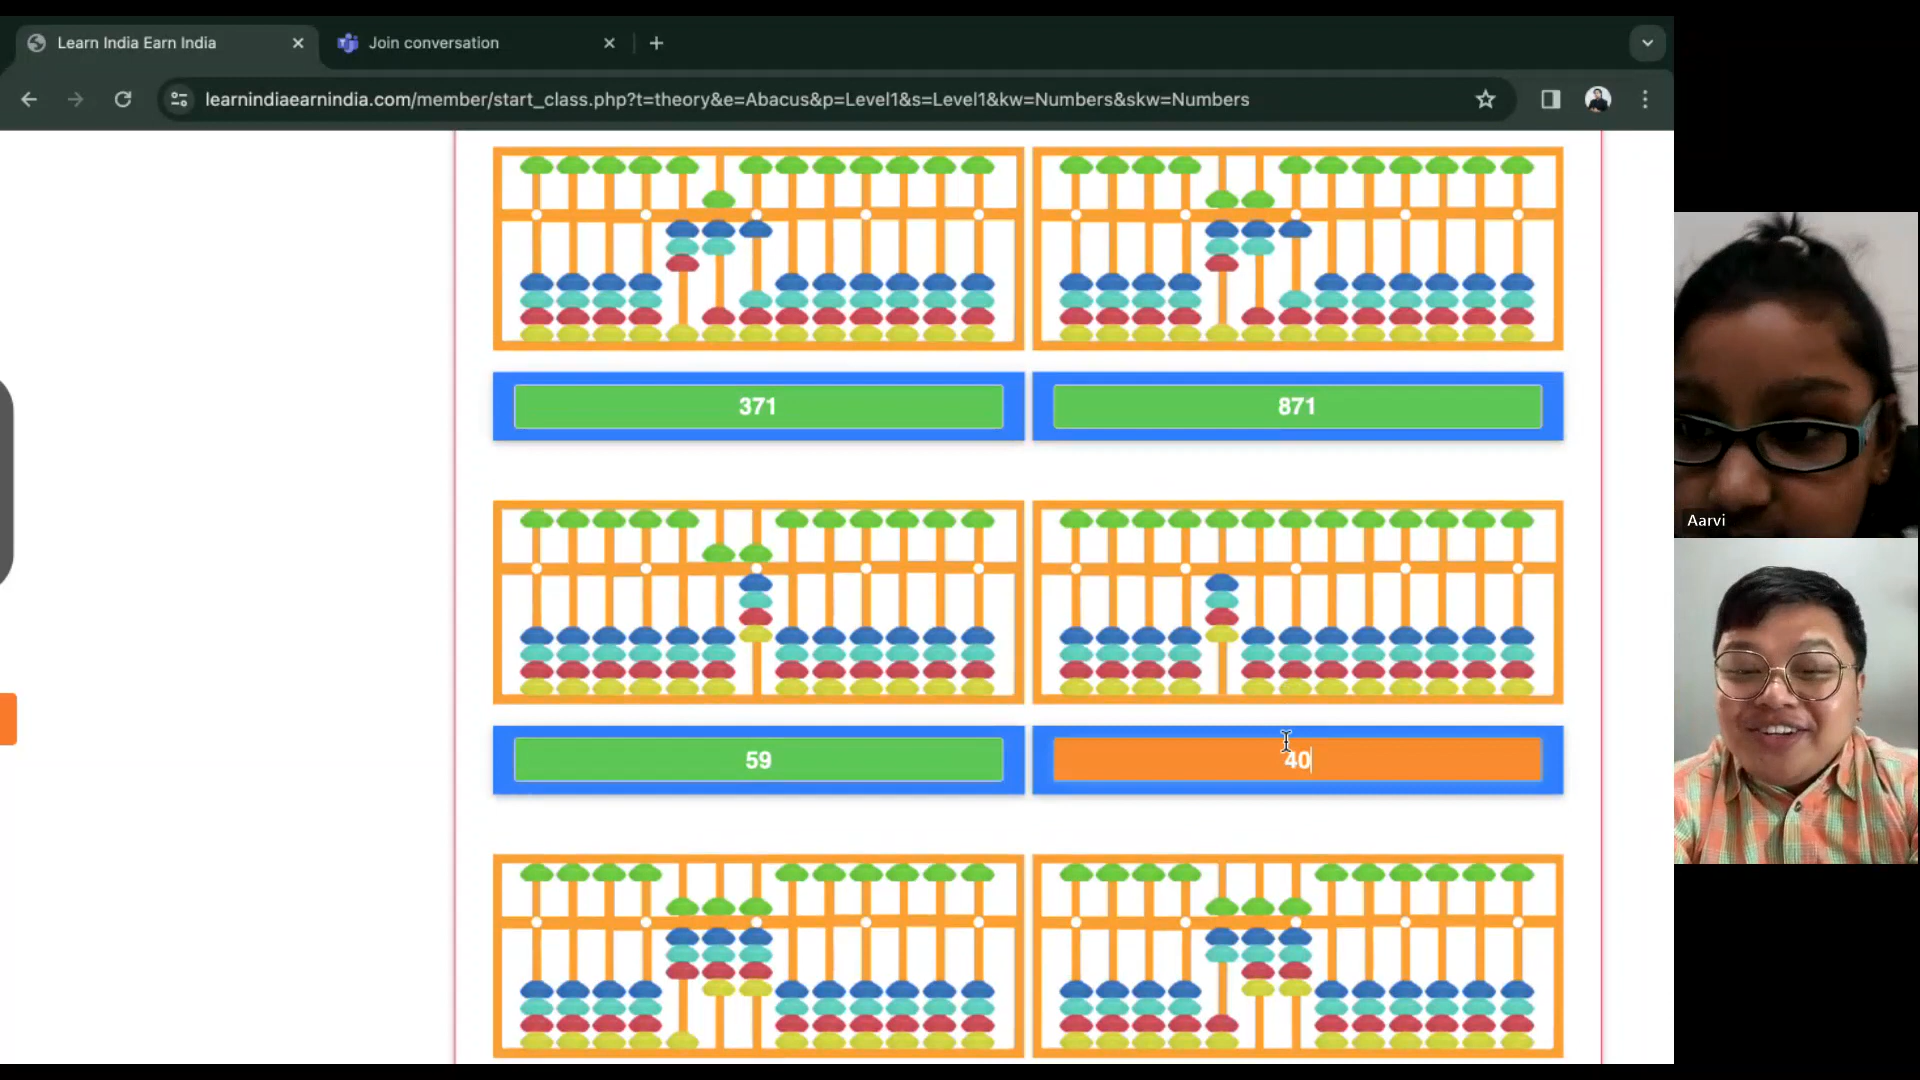 Learn India Earn India
Join conversation
learnindiaearnindia.com/member/start_class.php?t=theory&e=Abacus&p=Level1&s=Level1&kw=Numbers&skw=Numbers
371
871
59
40
Aarvi